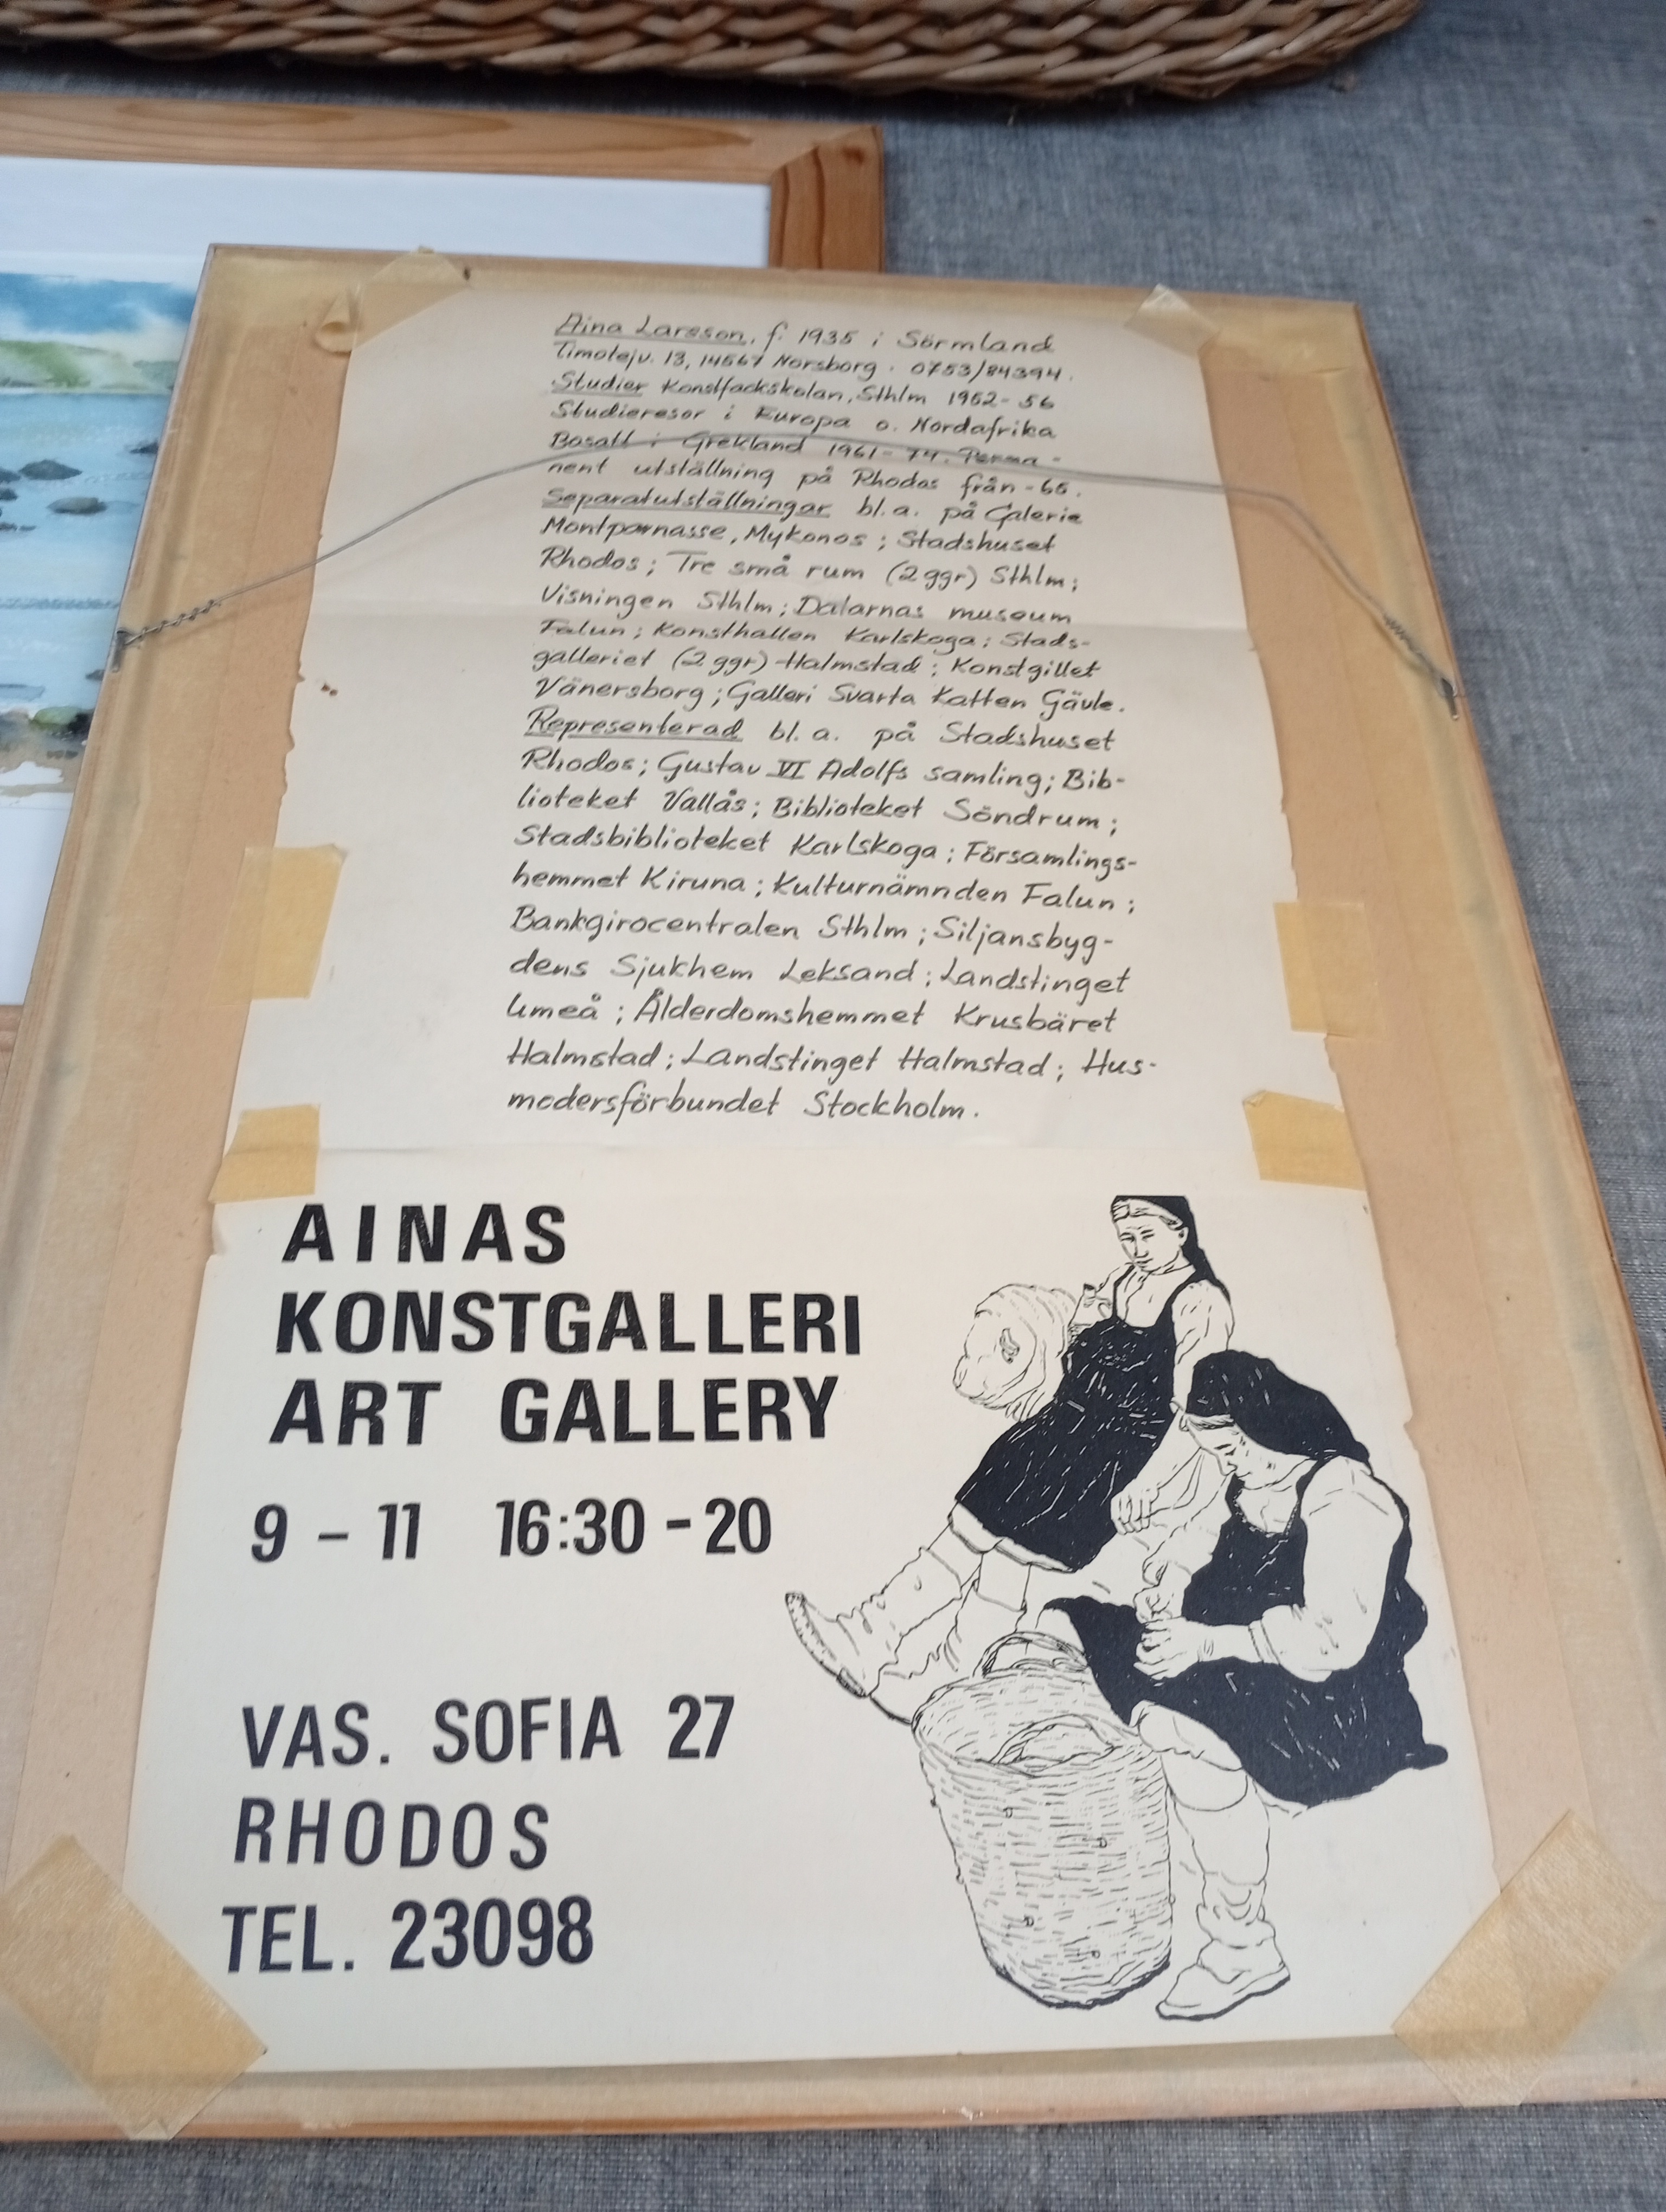 Aina Larsson, f. 1935 i Sörmland
Timotejv. 13, 14567 Norsborg. 0753/84394.
Studier Konstfackskolan, Sthlm 1952-56
Studieresor i Europa o. Nordafrika
Bosatt i Grekland 1961-74. Perma-
nent utställning på Rhodos från -65.
Separatutställningar bl.a. på Galerie
Montparnasse, Mykonos; Stadshuset
Rhodos; Tre små rum (2 ggr) Sthlm;
Visningen Sthlm; Dalarnas museum
Falun; Konsthallen Karlskoga; Stads-
galleriet (2 ggr) Halmstad; Konstgillet
Vänersborg; Galleri Svarta Katten Gävle.
Representerad bl.a. på Stadshuset
Rhodos; Gustav VI Adolfs samling; Bib-
lioteket Vallås; Biblioteket Söndrum;
Stadsbiblioteket Karlskoga; Församlings-
hemmet Kiruna; Kulturnämnden Falun;
Bankgirocentralen Sthlm; Siljansbyg-
dens Sjukhem Leksand; Landstinget
Umeå; Ålderdomshemmet Krusbäret
Halmstad; Landstinget Halmstad; Hus-
modersförbundet Stockholm.
AINAS
KONSTGALLERI
ART GALLERY
9 - 11 16:30 - 20
VAS. SOFIA 27
RHODOS
TEL. 23098